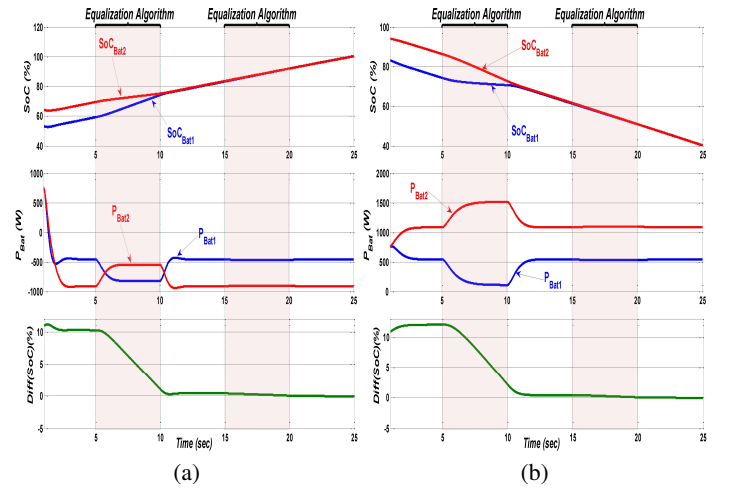 Equalization Algorithm Equalization Algorithm
120
100
80
60
40
SoC (%)
SoC_Bat2
SoC_Bat1
5 10 15 20 25
1000
500
0
-500
-1000
P_Bat (W)
P_Bat2
P_Bat1
5 10 15 20 25
10
5
0
-5
Diff(SoC)(%)
5 10 15 20 25
Time (sec)
(a)
Equalization Algorithm Equalization Algorithm
100
80
60
40
SoC (%)
SoC_Bat2
SoC_Bat1
5 10 15 20 25
2000
1500
1000
500
0
P_Bat (W)
P_Bat2
P_Bat1
5 10 15 20 25
10
5
0
-5
Diff(SoC)(%)
5 10 15 20 25
Time (sec)
(b)